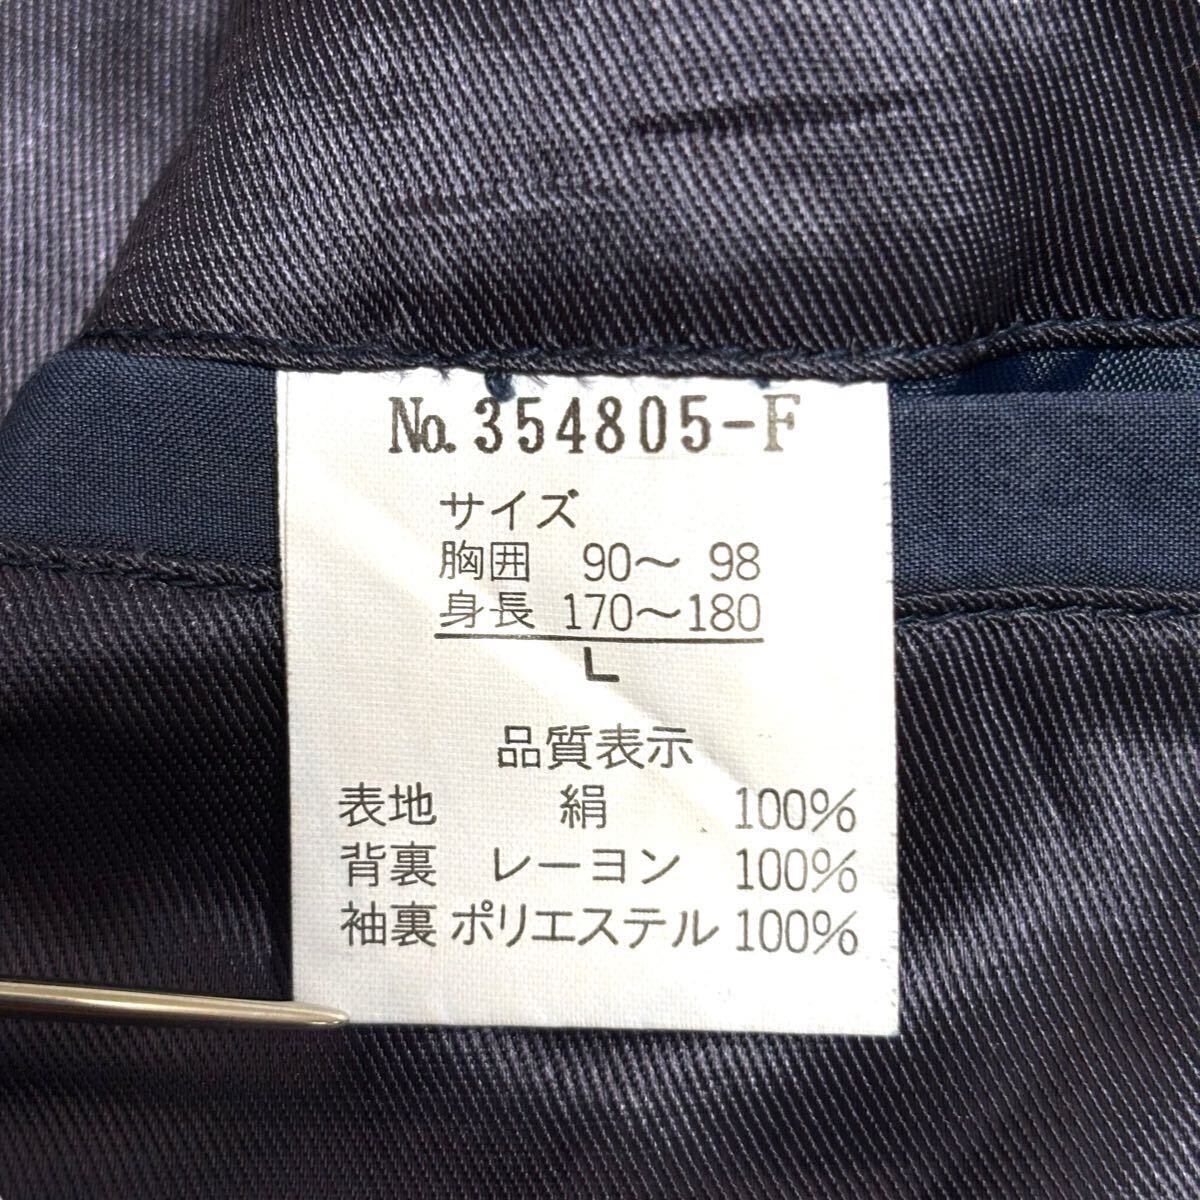 No.354805-F
サイズ
胸囲 90～98
身長 170～180
L
品質表示
表地 絹 100%
背裏 レーヨン 100%
袖裏 ポリエステル 100%